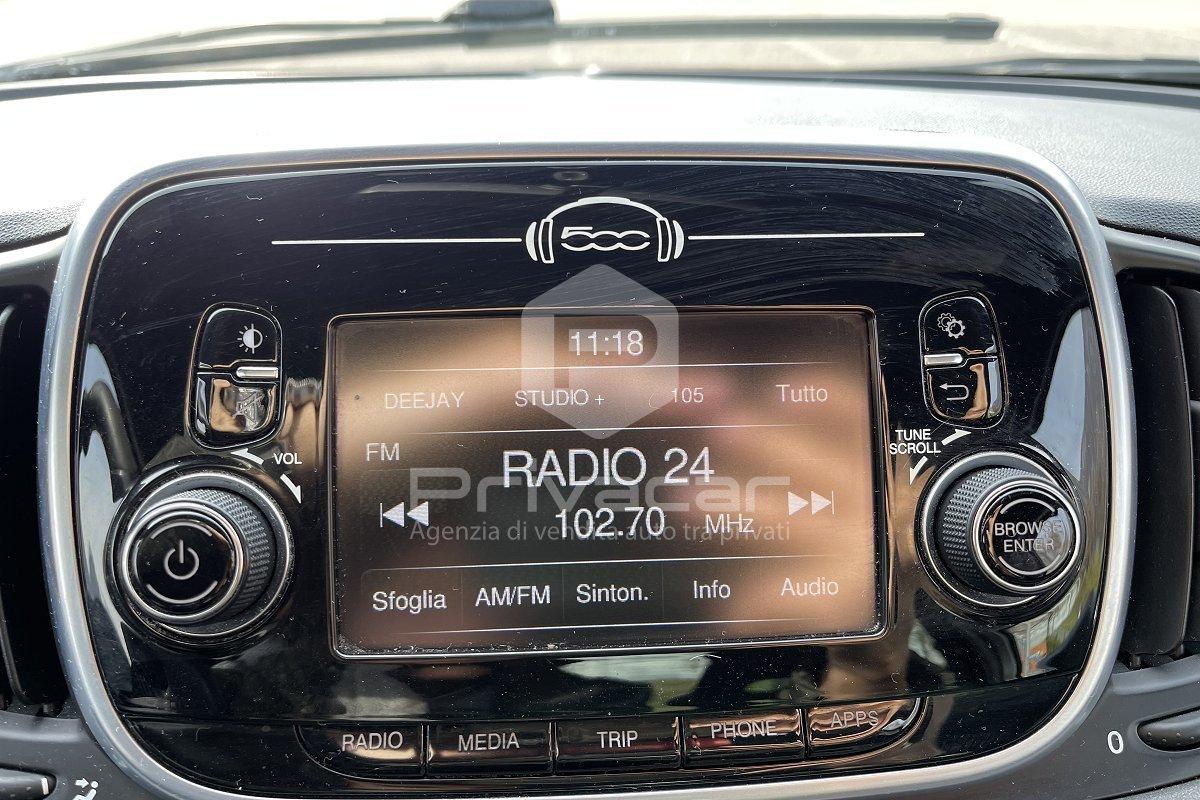 500
11:18
DEEJAY STUDIO+ 105 Tutto
FM
RADIO 24
102.70 MHz
Privacar
Agenzia di vendita auto tra privati
Sfoglia AM/FM Sinton. Info Audio
VOL
TUNE
SCROLL
BROWSE
ENTER
RADIO MEDIA TRIP PHONE APPS
0